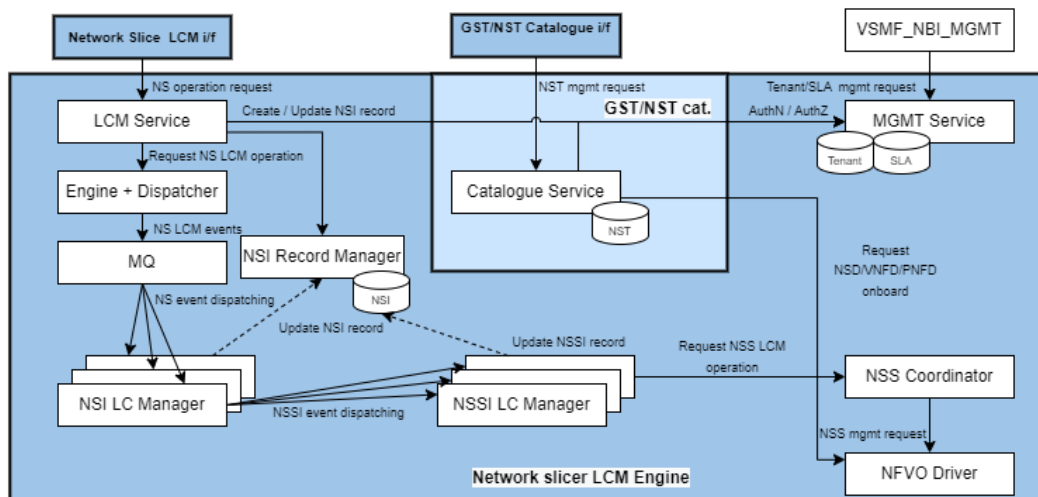 Network Slice LCM i/f
GST/NST Catalogue i/f
VSMF_NBI_MGMT
NS operation request
NST mgmt request
Tenant/SLA mgmt request
LCM Service
Create / Update NSI record
GST/NST cat.
AuthN / AuthZ
MGMT Service
Tenant
SLA
Request NS LCM operation
Engine + Dispatcher
Catalogue Service
NST
NS LCM events
MQ
NSI Record Manager
NSI
Request
NSD/VNFD/PNFD
onboard
NS event dispatching
Update NSI record
Update NSSI record
Request NSS LCM
operation
NSI LC Manager
NSSI event dispatching
NSSI LC Manager
NSS Coordinator
NSS mgmt request
Network slicer LCM Engine
NFVO Driver